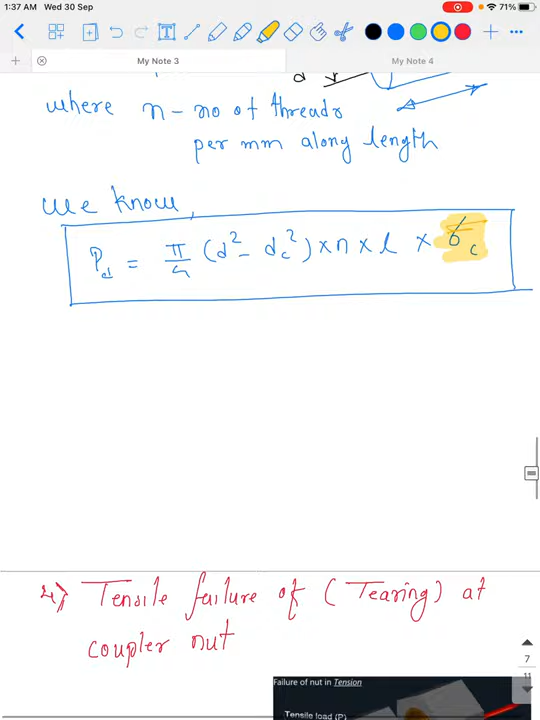 1:37 AM Wed 30 Sep
71%
My Note 3
My Note 4
where n - no of threads
per mm along length
we know,
Pd = π/4 (d² - dc²) × n × l × σc
4) Tensile failure of (Tearing) at
coupler nut
7
11
Failure of nut in Tension
Tensile load (P)